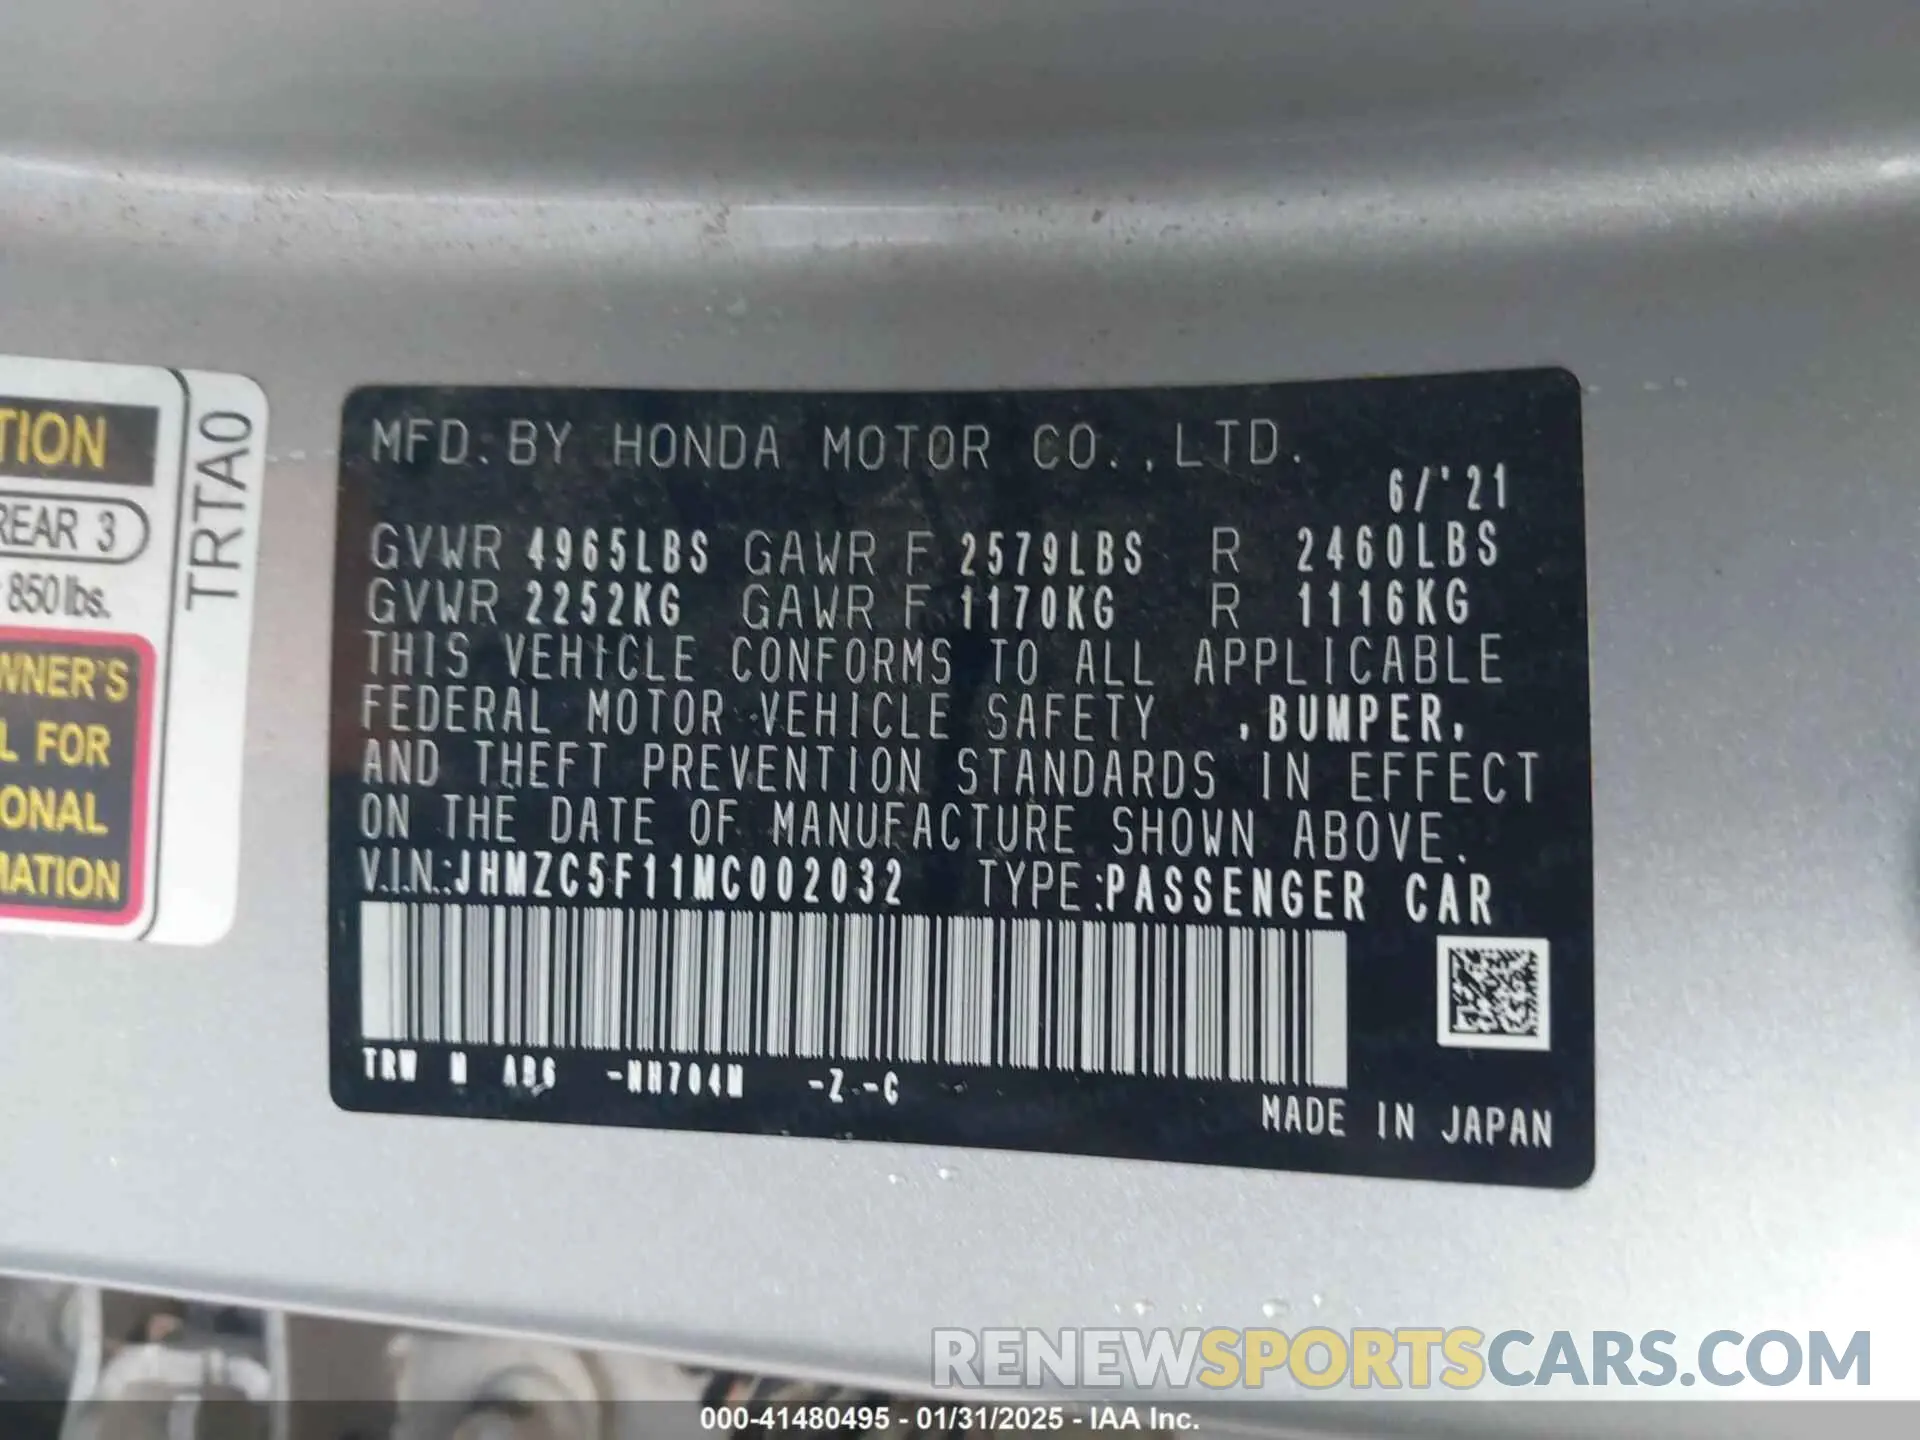 TION
REAR 3
850 lbs.
WNER'S
L FOR
ONAL
MATION
TRTA0
MFD. BY HONDA MOTOR CO.,LTD.
6/'21
GVWR 4965LBS GAWR F 2579LBS R 2460LBS
GVWR 2252KG GAWR F 1170KG R 1116KG
THIS VEHICLE CONFORMS TO ALL APPLICABLE
FEDERAL MOTOR VEHICLE SAFETY ,BUMPER,
AND THEFT PREVENTION STANDARDS IN EFFECT
ON THE DATE OF MANUFACTURE SHOWN ABOVE.
V.I.N.:JHMZC5F11MC002032 TYPE:PASSENGER CAR
TRW M AB6 -NH704M -Z -C
MADE IN JAPAN
RENEWSPORTSCARS.COM
000-41480495 - 01/31/2025 - IAA Inc.